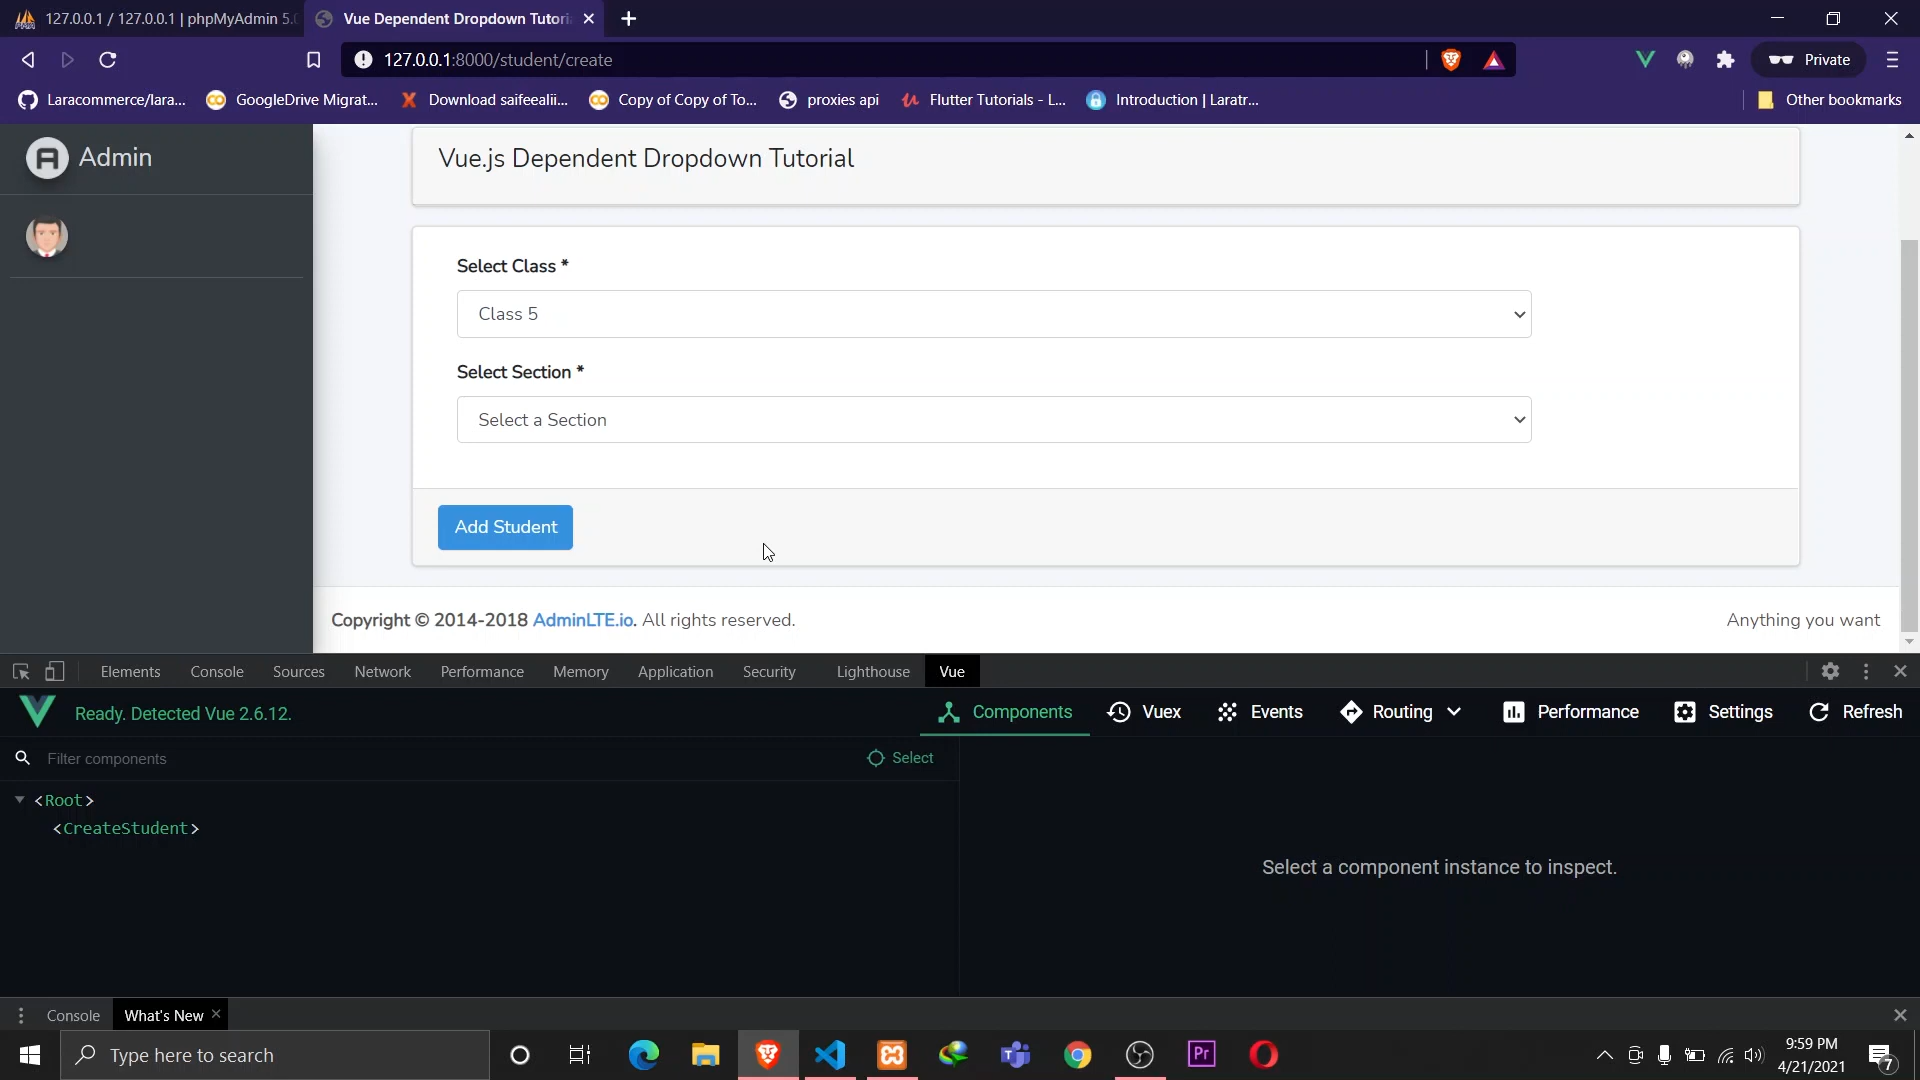 127.0.0.1 / 127.0.0.1 | phpMyAdmin 5.0
Vue Dependent Dropdown Tutori
127.0.0.1:8000/student/create
Private
Laracommerce/lara...
GoogleDrive Migrat...
Download saifeealii...
Copy of Copy of To...
proxies api
Flutter Tutorials - L...
Introduction | Laratr...
Other bookmarks
Admin
Vue.js Dependent Dropdown Tutorial
Select Class *
Class 5
Select Section *
Select a Section
Add Student
Copyright © 2014-2018 AdminLTE.io. All rights reserved.
Anything you want
Elements
Console
Sources
Network
Performance
Memory
Application
Security
Lighthouse
Vue
Ready. Detected Vue 2.6.12.
Components
Vuex
Events
Routing
Performance
Settings
Refresh
Filter components
Select
<Root>
<CreateStudent>
Select a component instance to inspect.
Console
What's New
Type here to search
Pr
9:59 PM
4/21/2021
7